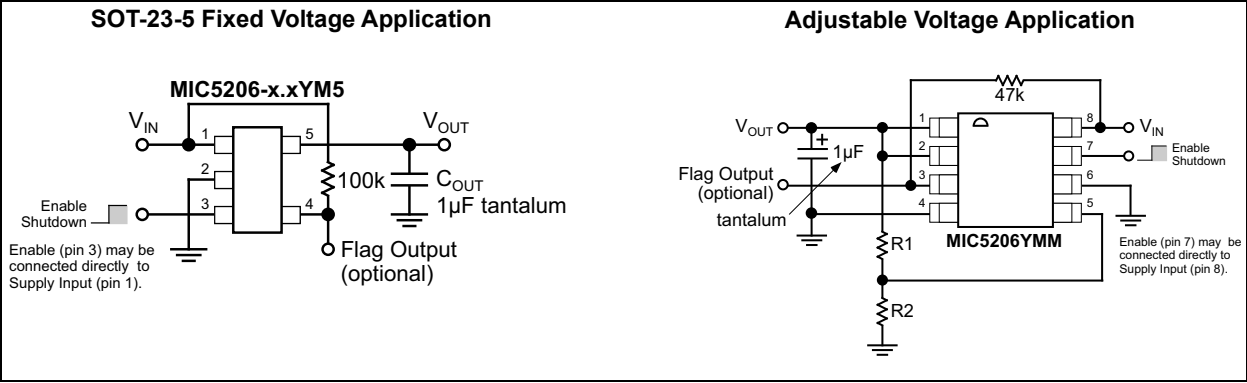 SOT-23-5 Fixed Voltage Application
MIC5206-x.xYM5
VIN
VOUT
1
5
2
100k
COUT
1µF tantalum
Enable
Shutdown
3
4
Enable (pin 3) may be
connected directly to
Supply Input (pin 1).
Flag Output
(optional)
Adjustable Voltage Application
47k
VOUT
1
8
VIN
+
1µF
2
7
Enable
Shutdown
Flag Output
(optional)
3
6
tantalum
4
5
R1
MIC5206YMM
Enable (pin 7) may be
connected directly to
Supply Input (pin 8).
R2